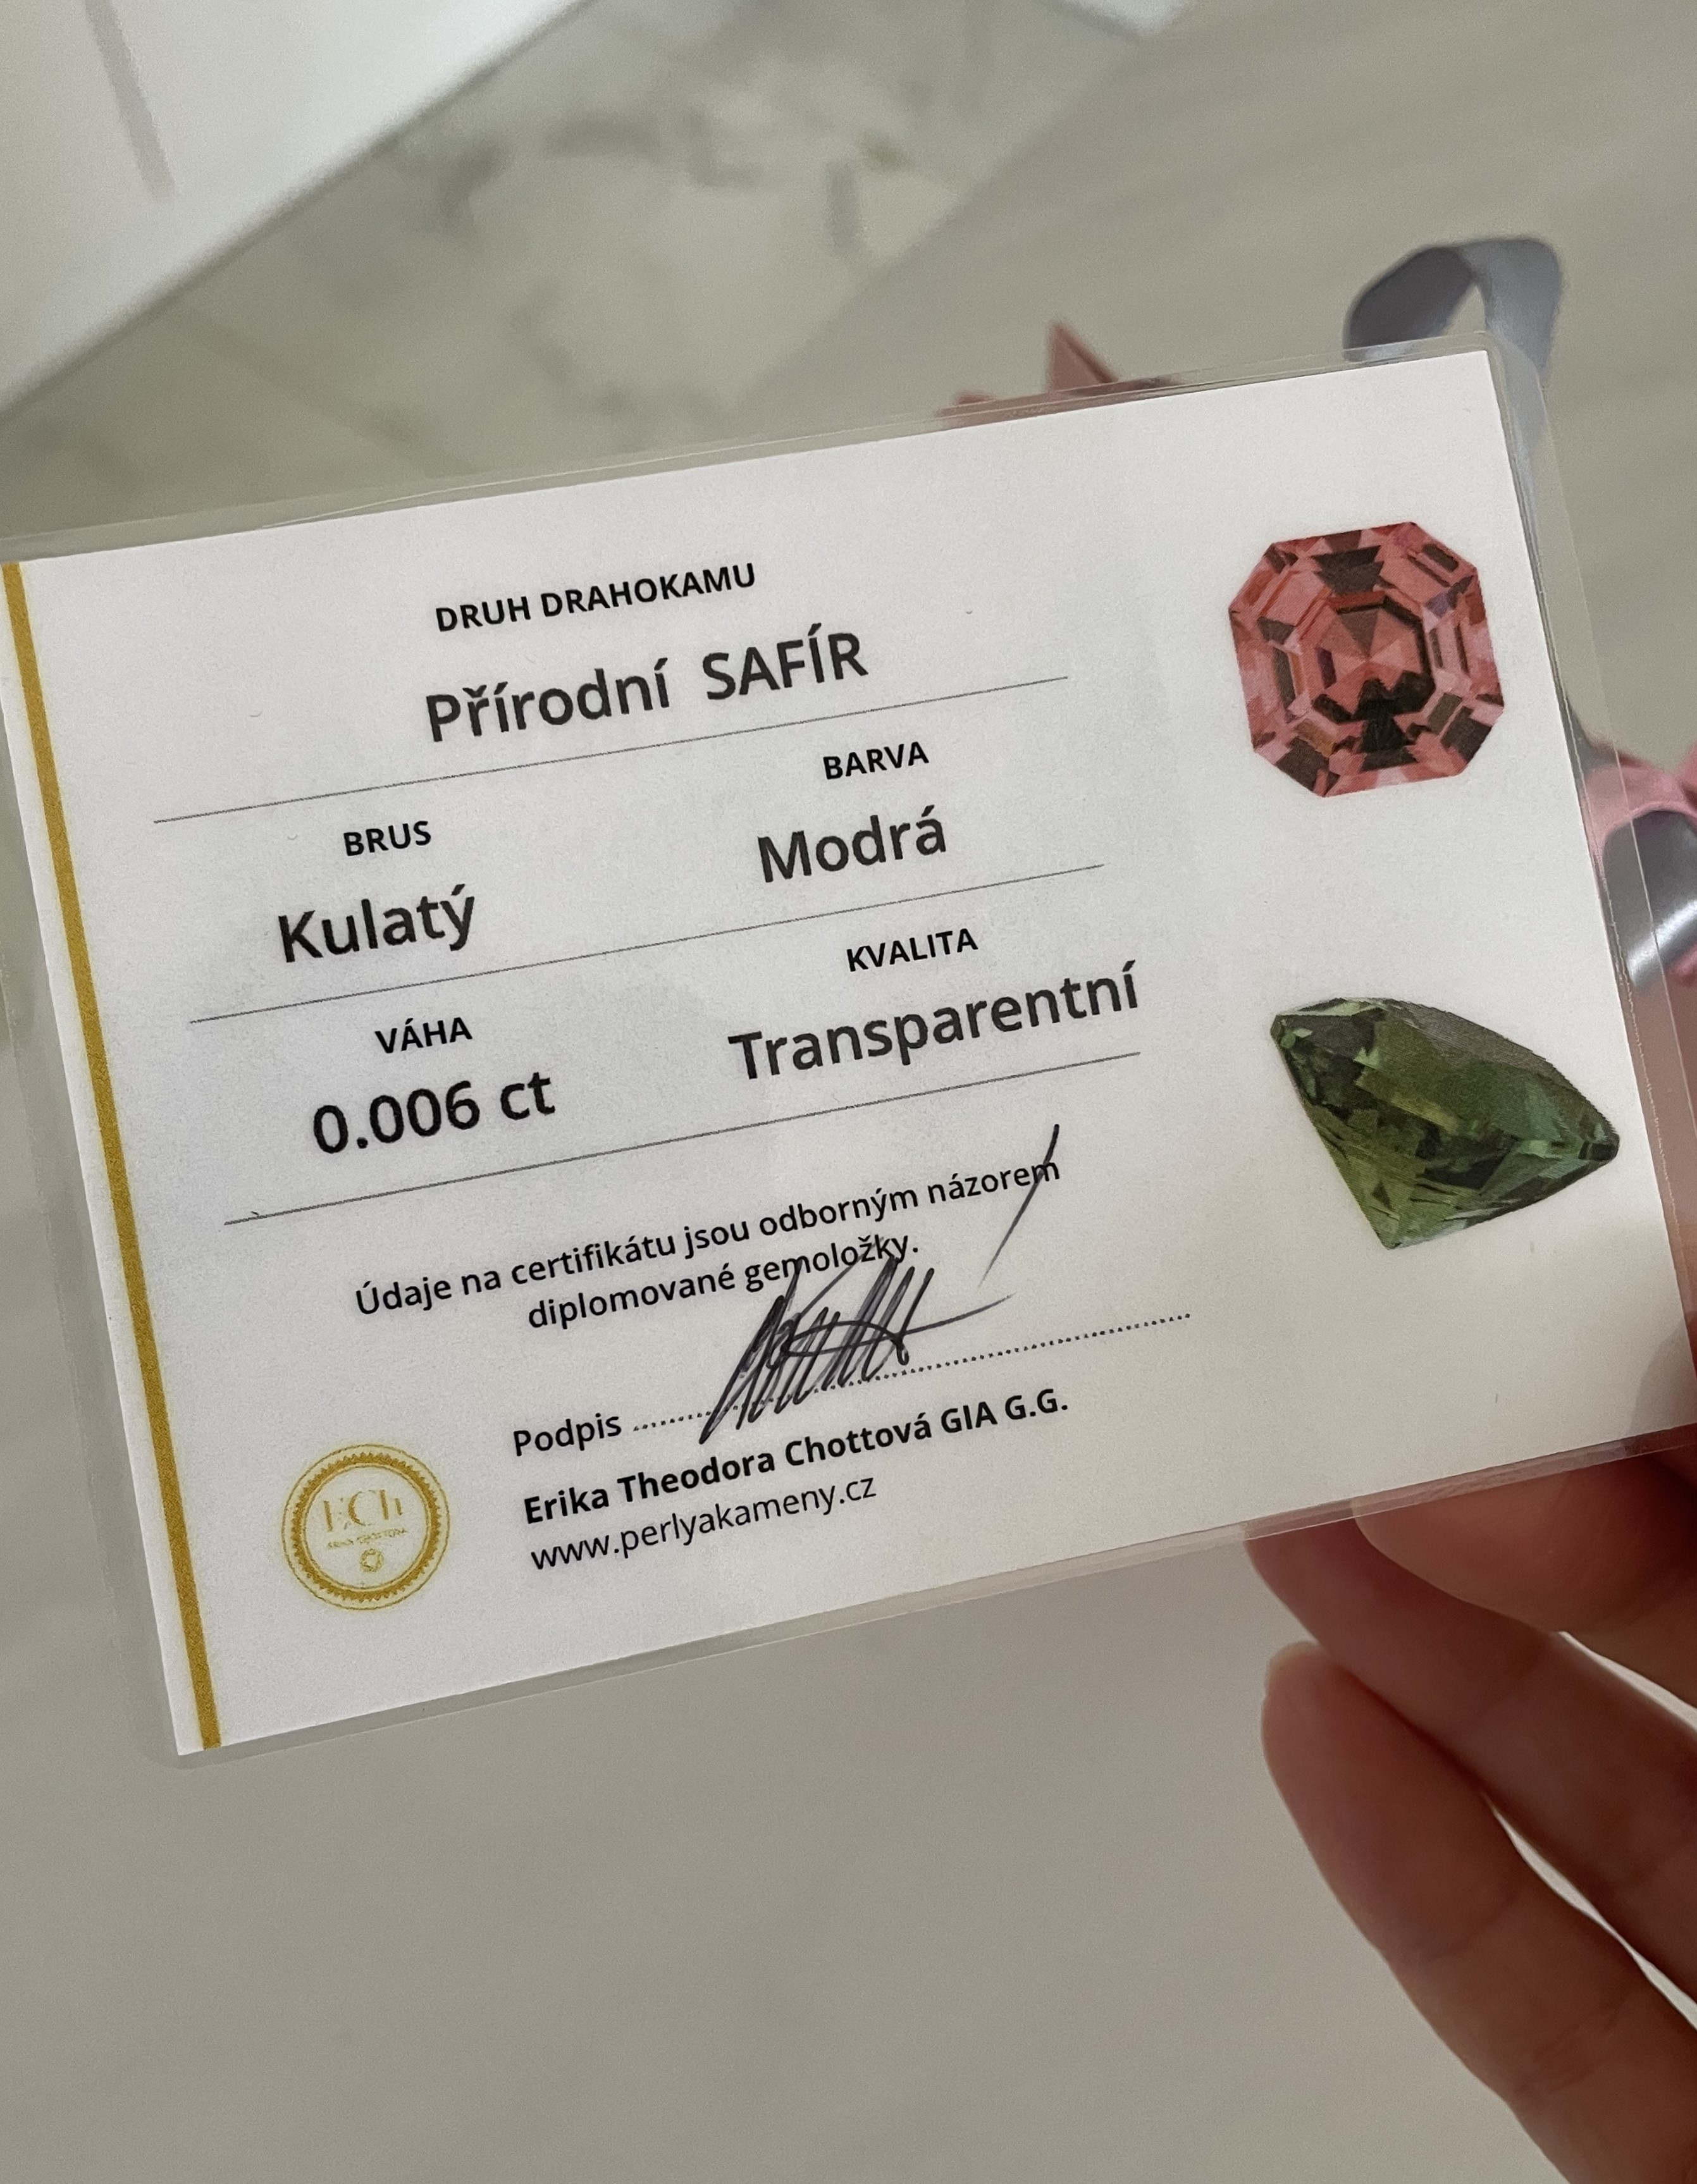 DRUH DRAHOKAMU
Přírodní SAFÍR
BRUS
BARVA
Kulatý
Modrá
VÁHA
KVALITA
0.006 ct
Transparentní
Údaje na certifikátu jsou odborným názorem
diplomované gemoložky.
Podpis
Erika Theodora Chottová GIA G.G.
www.perlyakameny.cz
ECh